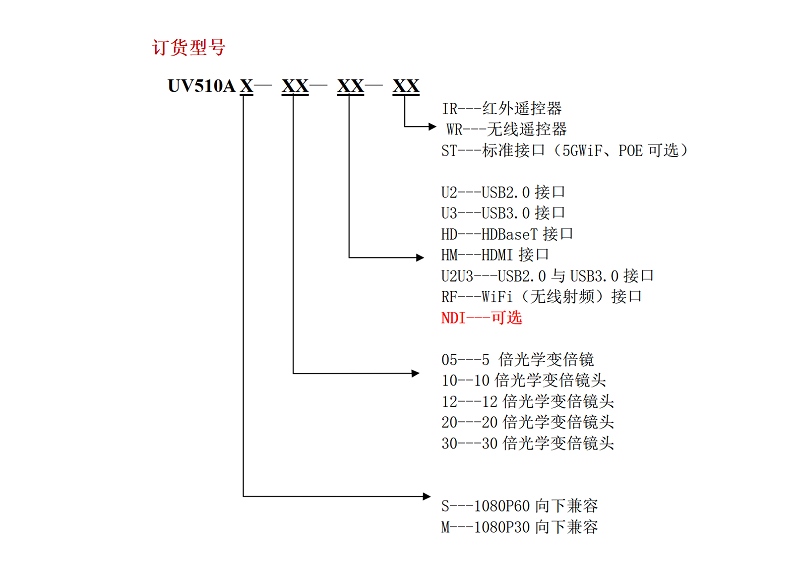 订货型号
UV510A X— XX— XX— XX
IR---红外遥控器
WR---无线遥控器
ST---标准接口（5GWiF、POE 可选）
U2---USB2.0 接口
U3---USB3.0 接口
HD---HDBaseT 接口
HM---HDMI 接口
U2U3---USB2.0 与 USB3.0 接口
RF---WiFi（无线射频）接口
NDI---可选
05---5 倍光学变倍镜
10--10 倍光学变倍镜头
12---12 倍光学变倍镜头
20---20 倍光学变倍镜头
30---30 倍光学变倍镜头
S---1080P60 向下兼容
M---1080P30 向下兼容